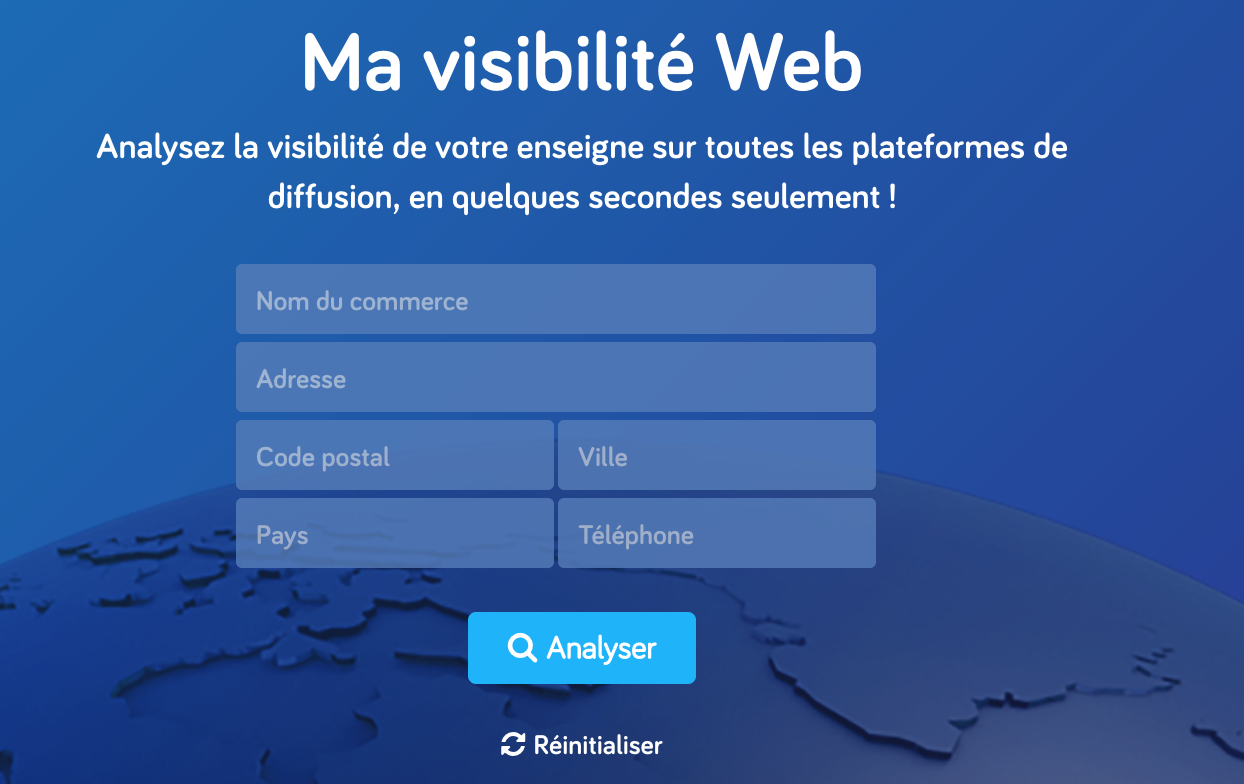 Ma visibilité Web
Analysez la visibilité de votre enseigne sur toutes les plateformes de
diffusion, en quelques secondes seulement !
Nom du commerce
Adresse
Code postal
Ville
Pays
Téléphone
Analyser
Réinitialiser